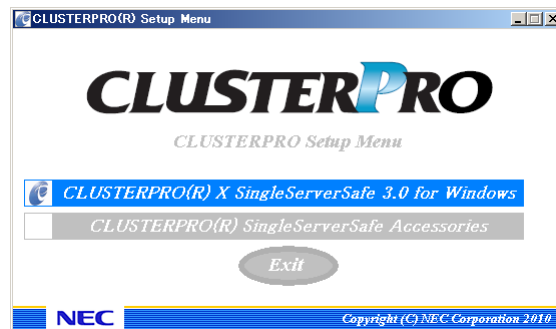 CLUSTERPRO(R) Setup Menu
CLUSTERPRO
CLUSTERPRO Setup Menu
CLUSTERPRO(R) X SingleServerSafe 3.0 for Windows
CLUSTERPRO(R) SingleServerSafe Accessories
Exit
NEC
Copyright (C) NEC Corporation 2010